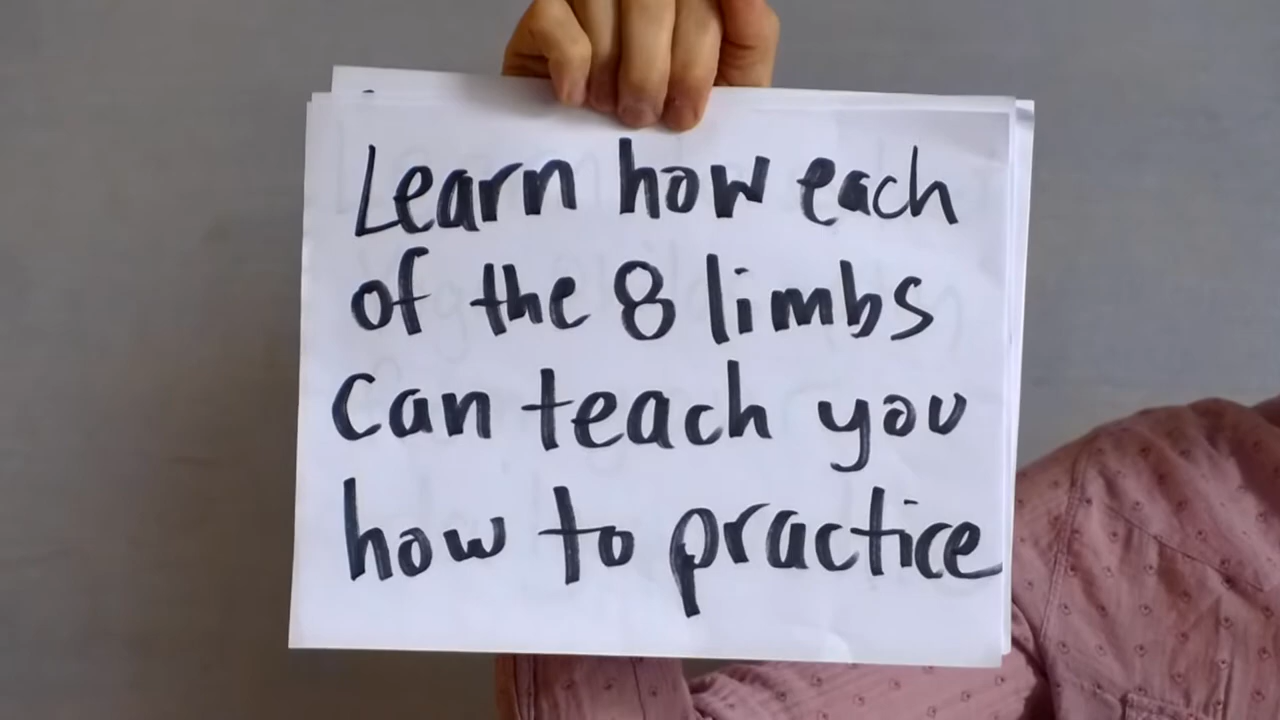 Learn how each
of the 8 limbs
can teach you
how to practice